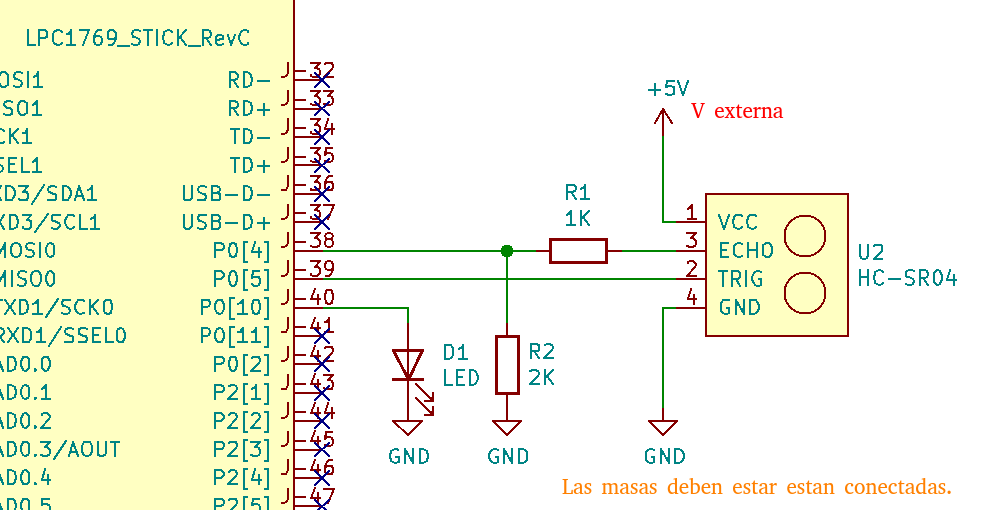 LPC1769_STICK_RevC
OSI1 RD- J 32
SO1 RD+ J 33
CK1 TD- J 34
SEL1 TD+ J 35
XD3/SDA1 USB-D- J 36
XD3/SCL1 USB-D+ J 37
MOSI0 P0[4] J 38
MISO0 P0[5] J 39
TXD1/SCK0 P0[10] J 40
RXD1/SSEL0 P0[11] J 41
AD0.0 P0[2] J 42
AD0.1 P2[1] J 43
AD0.2 P2[2] J 44
AD0.3/AOUT P2[3] J 45
AD0.4 P2[4] J 46
AD0.5 P2[5] J 47
+5V
V externa
R1
1K
1 VCC
3 ECHO
2 TRIG
4 GND
U2
HC-SR04
D1
LED
R2
2K
GND
GND
GND
Las masas deben estar estan conectadas.